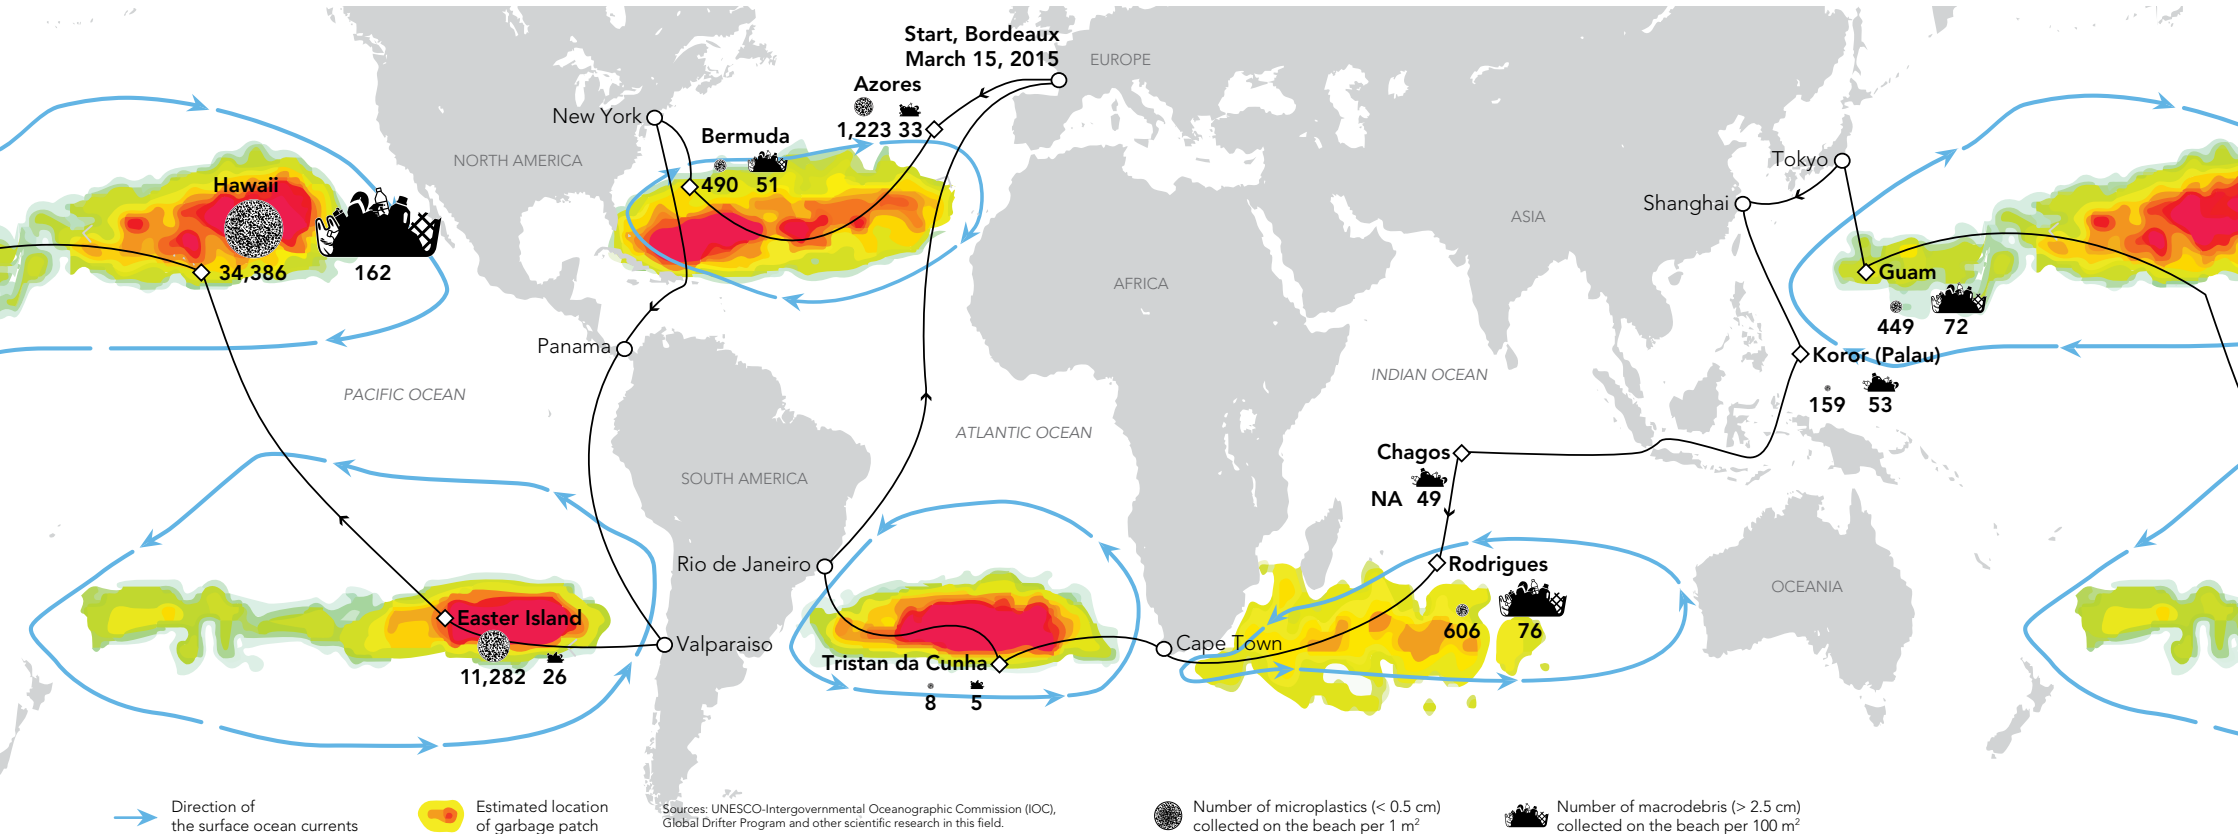 Start, Bordeaux
March 15, 2015
EUROPE
Azores
1,223 33
New York
Bermuda
490 51
NORTH AMERICA
Hawaii
34,386
162
Tokyo
Shanghai
ASIA
Guam
449 72
AFRICA
Panama
Koror (Palau)
159 53
PACIFIC OCEAN
INDIAN OCEAN
ATLANTIC OCEAN
Chagos
NA 49
SOUTH AMERICA
Rio de Janeiro
Rodrigues
606 76
OCEANIA
Easter Island
11,282 26
Valparaiso
Tristan da Cunha
8 5
Cape Town
Direction of
the surface ocean currents
Estimated location
of garbage patch
Sources: UNESCO-Intergovernmental Oceanographic Commission (IOC),
Global Drifter Program and other scientific research in this field.
Number of microplastics (< 0.5 cm)
collected on the beach per 1 m²
Number of macrodebris (> 2.5 cm)
collected on the beach per 100 m²